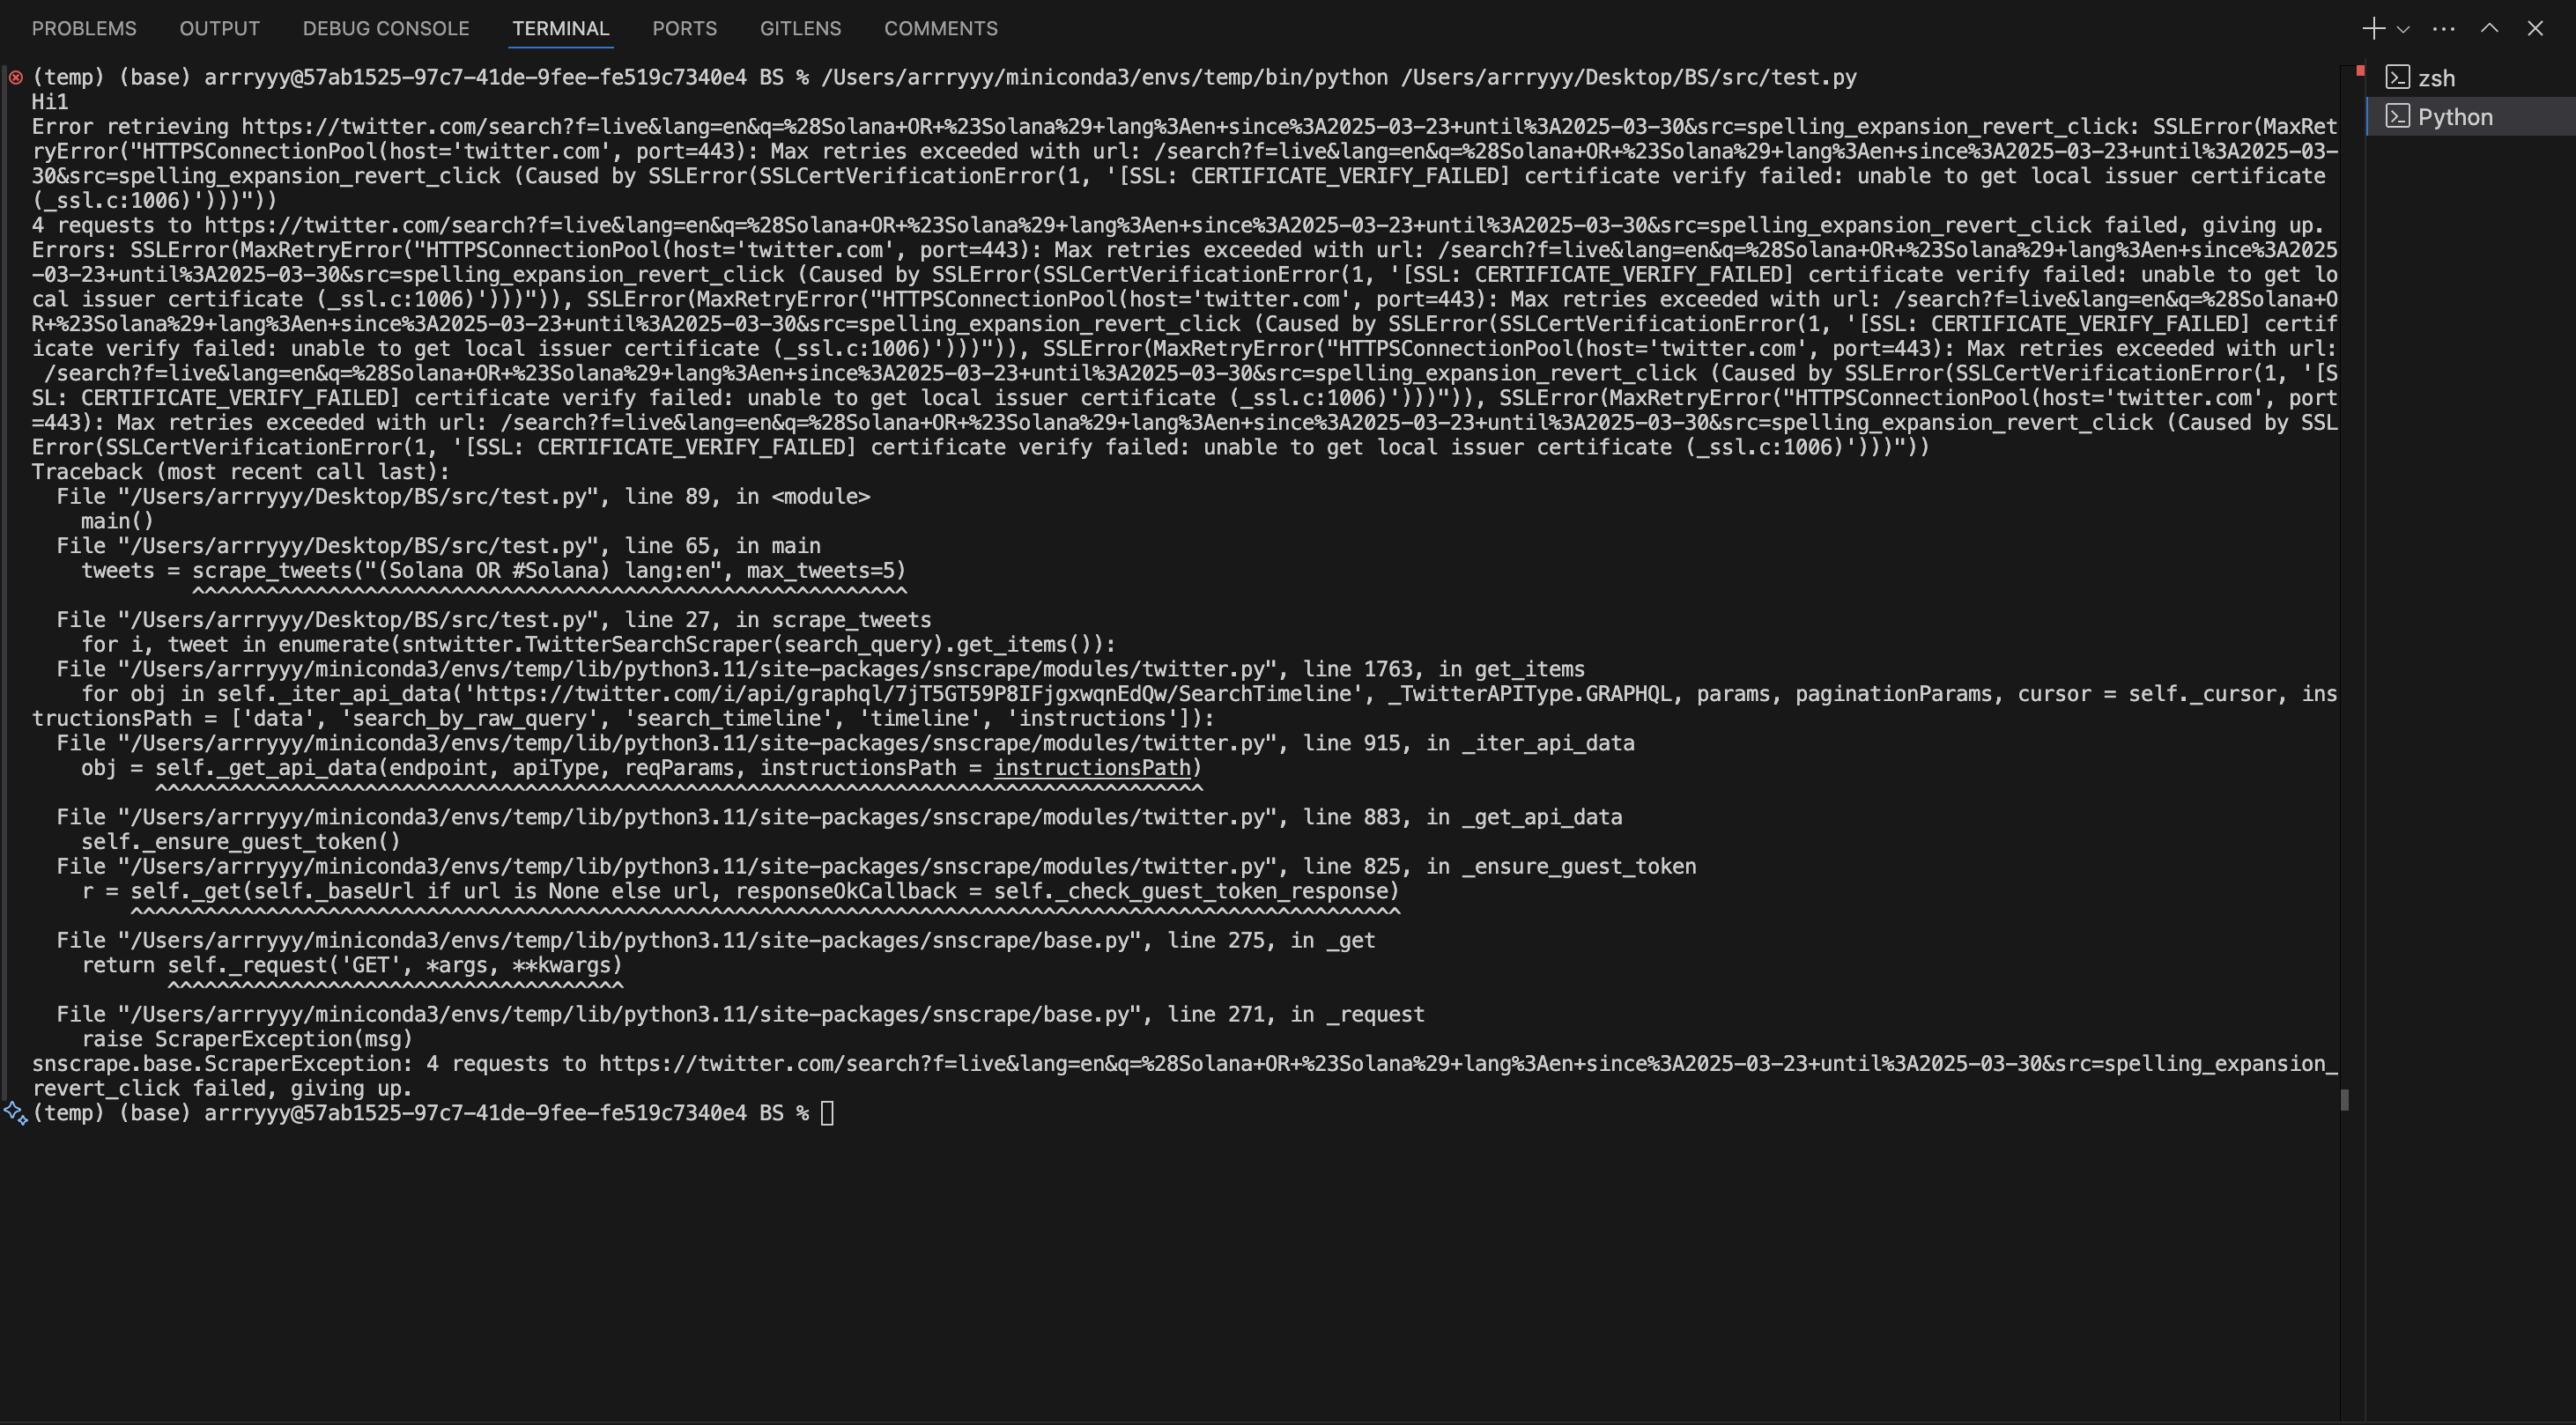 PROBLEMS OUTPUT DEBUG CONSOLE TERMINAL PORTS GITLENS COMMENTS
(temp) (base) arrryyy@57ab1525-97c7-41de-9fee-fe519c7340e4 BS % /Users/arrryyy/miniconda3/envs/temp/bin/python /Users/arrryyy/Desktop/BS/src/test.py
Hi1
Error retrieving https://twitter.com/search?f=live&lang=en&q=%28Solana+OR+%23Solana%29+lang%3Aen+since%3A2025-03-23+until%3A2025-03-30&src=spelling_expansion_revert_click: SSLError(MaxRet
ryError("HTTPSConnectionPool(host='twitter.com', port=443): Max retries exceeded with url: /search?f=live&lang=en&q=%28Solana+OR+%23Solana%29+lang%3Aen+since%3A2025-03-23+until%3A2025-03-
30&src=spelling_expansion_revert_click (Caused by SSLError(SSLCertVerificationError(1, '[SSL: CERTIFICATE_VERIFY_FAILED] certificate verify failed: unable to get local issuer certificate
(_ssl.c:1006)')))"))
4 requests to https://twitter.com/search?f=live&lang=en&q=%28Solana+OR+%23Solana%29+lang%3Aen+since%3A2025-03-23+until%3A2025-03-30&src=spelling_expansion_revert_click failed, giving up.
Errors: SSLError(MaxRetryError("HTTPSConnectionPool(host='twitter.com', port=443): Max retries exceeded with url: /search?f=live&lang=en&q=%28Solana+OR+%23Solana%29+lang%3Aen+since%3A2025
-03-23+until%3A2025-03-30&src=spelling_expansion_revert_click (Caused by SSLError(SSLCertVerificationError(1, '[SSL: CERTIFICATE_VERIFY_FAILED] certificate verify failed: unable to get lo
cal issuer certificate (_ssl.c:1006)')))")), SSLError(MaxRetryError("HTTPSConnectionPool(host='twitter.com', port=443): Max retries exceeded with url: /search?f=live&lang=en&q=%28Solana+O
R+%23Solana%29+lang%3Aen+since%3A2025-03-23+until%3A2025-03-30&src=spelling_expansion_revert_click (Caused by SSLError(SSLCertVerificationError(1, '[SSL: CERTIFICATE_VERIFY_FAILED] certif
icate verify failed: unable to get local issuer certificate (_ssl.c:1006)')))")), SSLError(MaxRetryError("HTTPSConnectionPool(host='twitter.com', port=443): Max retries exceeded with url:
/search?f=live&lang=en&q=%28Solana+OR+%23Solana%29+lang%3Aen+since%3A2025-03-23+until%3A2025-03-30&src=spelling_expansion_revert_click (Caused by SSLError(SSLCertVerificationError(1, '[S
SL: CERTIFICATE_VERIFY_FAILED] certificate verify failed: unable to get local issuer certificate (_ssl.c:1006)')))")), SSLError(MaxRetryError("HTTPSConnectionPool(host='twitter.com', port
=443): Max retries exceeded with url: /search?f=live&lang=en&q=%28Solana+OR+%23Solana%29+lang%3Aen+since%3A2025-03-23+until%3A2025-03-30&src=spelling_expansion_revert_click (Caused by SSL
Error(SSLCertVerificationError(1, '[SSL: CERTIFICATE_VERIFY_FAILED] certificate verify failed: unable to get local issuer certificate (_ssl.c:1006)')))"))
Traceback (most recent call last):
File "/Users/arrryyy/Desktop/BS/src/test.py", line 89, in <module>
main()
File "/Users/arrryyy/Desktop/BS/src/test.py", line 65, in main
tweets = scrape_tweets("(Solana OR #Solana) lang:en", max_tweets=5)
^^^^^^^^^^^^^^^^^^^^^^^^^^^^^^^^^^^^^^^^^^^^^^^^^^^^^^^^^^
File "/Users/arrryyy/Desktop/BS/src/test.py", line 27, in scrape_tweets
for i, tweet in enumerate(sntwitter.TwitterSearchScraper(search_query).get_items()):
File "/Users/arrryyy/miniconda3/envs/temp/lib/python3.11/site-packages/snscrape/modules/twitter.py", line 1763, in get_items
for obj in self._iter_api_data('https://twitter.com/i/api/graphql/7jT5GT59P8IFjgxwqnEdQw/SearchTimeline', _TwitterAPIType.GRAPHQL, params, paginationParams, cursor = self._cursor, ins
tructionsPath = ['data', 'search_by_raw_query', 'search_timeline', 'timeline', 'instructions']):
File "/Users/arrryyy/miniconda3/envs/temp/lib/python3.11/site-packages/snscrape/modules/twitter.py", line 915, in _iter_api_data
obj = self._get_api_data(endpoint, apiType, reqParams, instructionsPath = instructionsPath)
^^^^^^^^^^^^^^^^^^^^^^^^^^^^^^^^^^^^^^^^^^^^^^^^^^^^^^^^^^^^^^^^^^^^^^^^^^^^^^^^^^^^^
File "/Users/arrryyy/miniconda3/envs/temp/lib/python3.11/site-packages/snscrape/modules/twitter.py", line 883, in _get_api_data
self._ensure_guest_token()
File "/Users/arrryyy/miniconda3/envs/temp/lib/python3.11/site-packages/snscrape/modules/twitter.py", line 825, in _ensure_guest_token
r = self._get(self._baseUrl if url is None else url, responseOkCallback = self._check_guest_token_response)
^^^^^^^^^^^^^^^^^^^^^^^^^^^^^^^^^^^^^^^^^^^^^^^^^^^^^^^^^^^^^^^^^^^^^^^^^^^^^^^^^^^^^^^^^^^^^^^^^^^^^^^
File "/Users/arrryyy/miniconda3/envs/temp/lib/python3.11/site-packages/snscrape/base.py", line 275, in _get
return self._request('GET', *args, **kwargs)
^^^^^^^^^^^^^^^^^^^^^^^^^^^^^^^^^^^^^
File "/Users/arrryyy/miniconda3/envs/temp/lib/python3.11/site-packages/snscrape/base.py", line 271, in _request
raise ScraperException(msg)
snscrape.base.ScraperException: 4 requests to https://twitter.com/search?f=live&lang=en&q=%28Solana+OR+%23Solana%29+lang%3Aen+since%3A2025-03-23+until%3A2025-03-30&src=spelling_expansion_
revert_click failed, giving up.
(temp) (base) arrryyy@57ab1525-97c7-41de-9fee-fe519c7340e4 BS %
zsh
Python